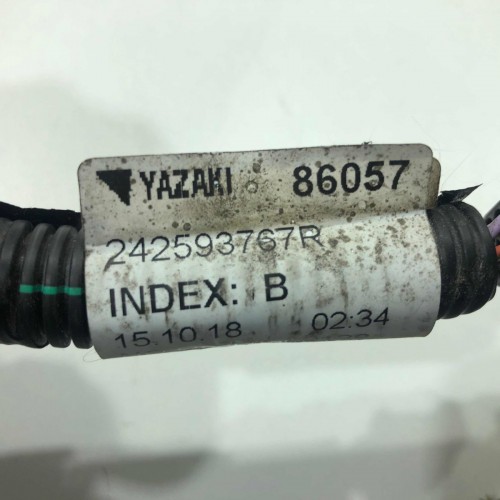 YAZAKI 86057
242593767R
INDEX: B
15.10.18 02:34